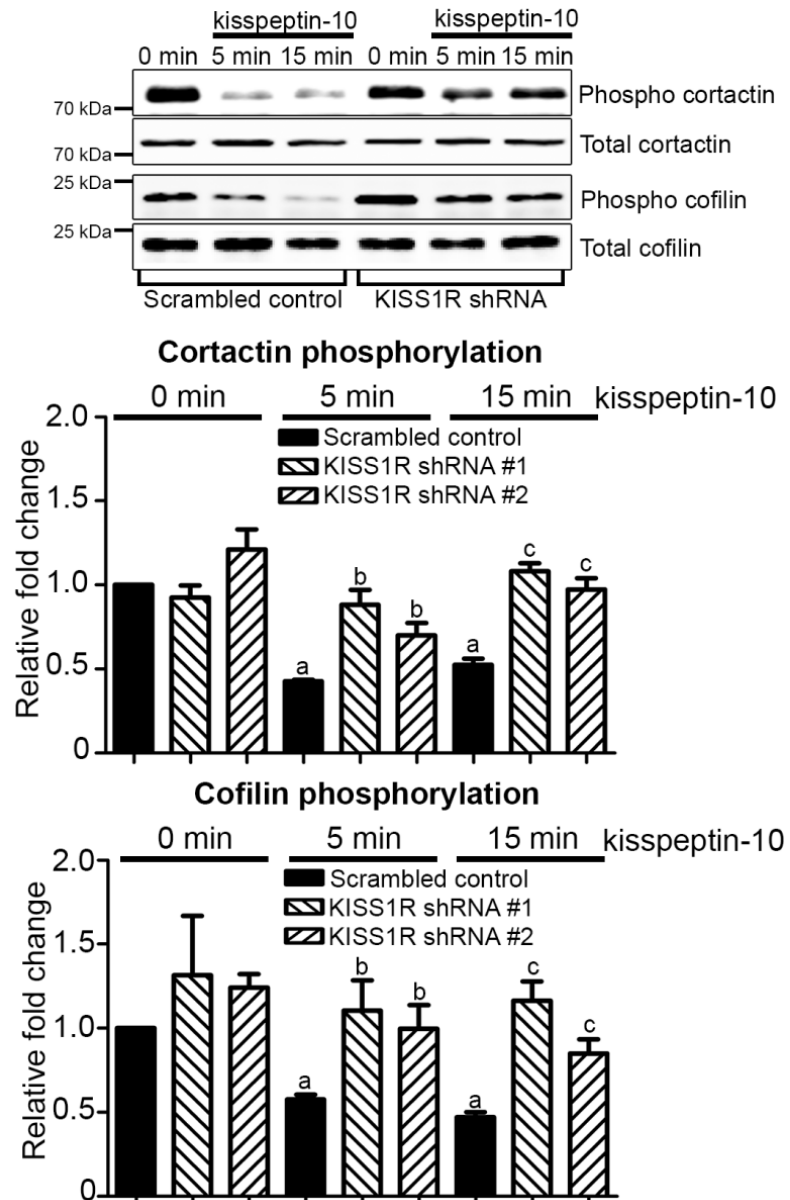 kisspeptin-10 kisspeptin-10
0 min 5 min 15 min 0 min 5 min 15 min
Phospho cortactin
70 kDa
Total cortactin
70 kDa
25 kDa
Phospho cofilin
25 kDa
Total cofilin
Scrambled control KISS1R shRNA
Cortactin phosphorylation
0 min 5 min 15 min kisspeptin-10
2.0
Scrambled control
KISS1R shRNA #1
KISS1R shRNA #2
1.5
1.0
0.5
0
Relative fold change
a b b a c c
Cofilin phosphorylation
0 min 5 min 15 min kisspeptin-10
2.0
Scrambled control
KISS1R shRNA #1
KISS1R shRNA #2
1.5
1.0
0.5
0
Relative fold change
a b b a c c